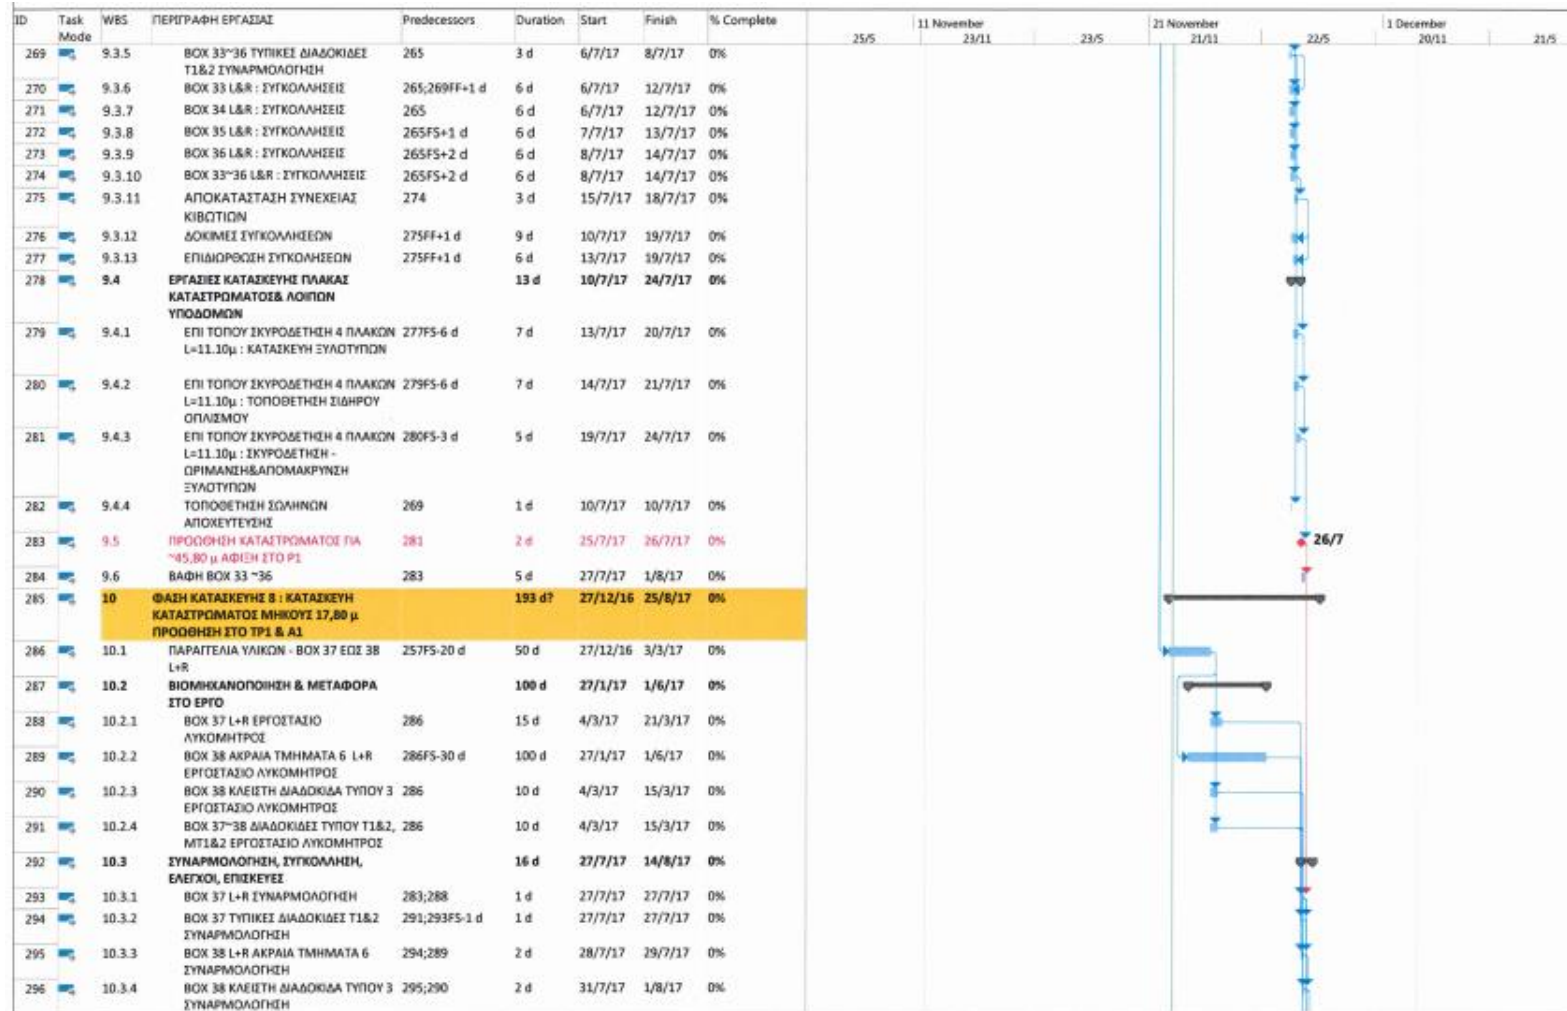 ID Task Mode WBS ΠΕΡΙΓΡΑΦΗ ΕΡΓΑΣΙΑΣ Predecessors Duration Start Finish % Complete
11 November 21 November 1 December
25/5 23/11 23/5 21/11 22/5 20/11 21/5
269 9.3.5 BOX 33~36 ΤΥΠΙΚΕΣ ΔΙΑΔΟΚΙΔΕΣ 265 3 d 6/7/17 8/7/17 0%
T1&2 ΣΥΝΑΡΜΟΛΟΓΗΣΗ
270 9.3.6 BOX 33 L&R : ΣΥΓΚΟΛΛΗΣΕΙΣ 265;269FF+1 d 6 d 6/7/17 12/7/17 0%
271 9.3.7 BOX 34 L&R : ΣΥΓΚΟΛΛΗΣΕΙΣ 265 6 d 6/7/17 12/7/17 0%
272 9.3.8 BOX 35 L&R : ΣΥΓΚΟΛΛΗΣΕΙΣ 265FS+1 d 6 d 7/7/17 13/7/17 0%
273 9.3.9 BOX 36 L&R : ΣΥΓΚΟΛΛΗΣΕΙΣ 265FS+2 d 6 d 8/7/17 14/7/17 0%
274 9.3.10 BOX 33~36 L&R : ΣΥΓΚΟΛΛΗΣΕΙΣ 265FS+2 d 6 d 8/7/17 14/7/17 0%
275 9.3.11 ΑΠΟΚΑΤΑΣΤΑΣΗ ΣΥΝΕΧΕΙΑΣ 274 3 d 15/7/17 18/7/17 0%
ΚΙΒΩΤΙΩΝ
276 9.3.12 ΔΟΚΙΜΕΣ ΣΥΓΚΟΛΛΗΣΕΩΝ 275FF+1 d 9 d 10/7/17 19/7/17 0%
277 9.3.13 ΕΠΙΔΙΟΡΘΩΣΗ ΣΥΓΚΟΛΗΣΕΩΝ 275FF+1 d 6 d 13/7/17 19/7/17 0%
278 9.4 ΕΡΓΑΣΙΕΣ ΚΑΤΑΣΚΕΥΗΣ ΠΛΑΚΑΣ 13 d 10/7/17 24/7/17 0%
ΚΑΤΑΣΤΡΩΜΑΤΟΣ& ΛΟΙΠΩΝ
ΥΠΟΔΟΜΩΝ
279 9.4.1 ΕΠΙ ΤΟΠΟΥ ΣΚΥΡΟΔΕΤΗΣΗ 4 ΠΛΑΚΩΝ 277FS-6 d 7 d 13/7/17 20/7/17 0%
L=11.10μ : ΚΑΤΑΣΚΕΥΗ ΞΥΛΟΤΥΠΩΝ
280 9.4.2 ΕΠΙ ΤΟΠΟΥ ΣΚΥΡΟΔΕΤΗΣΗ 4 ΠΛΑΚΩΝ 279FS-6 d 7 d 14/7/17 21/7/17 0%
L=11.10μ : ΤΟΠΟΘΕΤΗΣΗ ΣΙΔΗΡΟΥ
ΟΠΛΙΣΜΟΥ
281 9.4.3 ΕΠΙ ΤΟΠΟΥ ΣΚΥΡΟΔΕΤΗΣΗ 4 ΠΛΑΚΩΝ 280FS-3 d 5 d 19/7/17 24/7/17 0%
L=11.10μ : ΣΚΥΡΟΔΕΤΗΣΗ -
ΩΡΙΜΑΝΣΗ&ΑΠΟΜΑΚΡΥΝΣΗ
ΞΥΛΟΤΥΠΩΝ
282 9.4.4 ΤΟΠΟΘΕΤΗΣΗ ΣΩΛΗΝΩΝ 269 1 d 10/7/17 10/7/17 0%
ΑΠΟΧΕΥΤΕΥΣΗΣ
283 9.5 ΠΡΟΩΘΗΣΗ ΚΑΤΑΣΤΡΩΜΑΤΟΣ ΓΙΑ 281 2 d 25/7/17 26/7/17 0% 26/7
~45,80 μ ΑΦΙΞΗ ΣΤΟ P1
284 9.6 ΒΑΦΗ BOX 33 ~36 283 5 d 27/7/17 1/8/17 0%
285 10 ΦΑΣΗ ΚΑΤΑΣΚΕΥΗΣ 8 : ΚΑΤΑΣΚΕΥΗ 193 d? 27/12/16 25/8/17 0%
ΚΑΤΑΣΤΡΩΜΑΤΟΣ ΜΗΚΟΥΣ 17,80 μ
ΠΡΟΩΘΗΣΗ ΣΤΟ TP1 & A1
286 10.1 ΠΑΡΑΓΓΕΛΙΑ ΥΛΙΚΩΝ - BOX 37 ΕΩΣ 38 257FS-20 d 50 d 27/12/16 3/3/17 0%
L+R
287 10.2 ΒΙΟΜΗΧΑΝΟΠΟΙΗΣΗ & ΜΕΤΑΦΟΡΑ 100 d 27/1/17 1/6/17 0%
ΣΤΟ ΕΡΓΟ
288 10.2.1 BOX 37 L+R ΕΡΓΟΣΤΑΣΙΟ 286 15 d 4/3/17 21/3/17 0%
ΛΥΚΟΜΗΤΡΟΣ
289 10.2.2 BOX 38 ΑΚΡΑΙΑ ΤΜΗΜΑΤΑ 6 L+R 286FS-30 d 100 d 27/1/17 1/6/17 0%
ΕΡΓΟΣΤΑΣΙΟ ΛΥΚΟΜΗΤΡΟΣ
290 10.2.3 BOX 38 ΚΛΕΙΣΤΗ ΔΙΑΔΟΚΙΔΑ ΤΥΠΟΥ 3 286 10 d 4/3/17 15/3/17 0%
ΕΡΓΟΣΤΑΣΙΟ ΛΥΚΟΜΗΤΡΟΣ
291 10.2.4 BOX 37~38 ΔΙΑΔΟΚΙΔΕΣ ΤΥΠΟΥ T1&2, 286 10 d 4/3/17 15/3/17 0%
MT1&2 ΕΡΓΟΣΤΑΣΙΟ ΛΥΚΟΜΗΤΡΟΣ
292 10.3 ΣΥΝΑΡΜΟΛΟΓΗΣΗ, ΣΥΓΚΟΛΛΗΣΗ, 16 d 27/7/17 14/8/17 0%
ΕΛΕΓΧΟΙ, ΕΠΙΣΚΕΥΕΣ
293 10.3.1 BOX 37 L+R ΣΥΝΑΡΜΟΛΟΓΗΣΗ 283;288 1 d 27/7/17 27/7/17 0%
294 10.3.2 BOX 37 ΤΥΠΙΚΕΣ ΔΙΑΔΟΚΙΔΕΣ T1&2 291;293FS-1 d 1 d 27/7/17 27/7/17 0%
ΣΥΝΑΡΜΟΛΟΓΗΣΗ
295 10.3.3 BOX 38 L+R ΑΚΡΑΙΑ ΤΜΗΜΑΤΑ 6 294;289 2 d 28/7/17 29/7/17 0%
ΣΥΝΑΡΜΟΛΟΓΗΣΗ
296 10.3.4 BOX 38 ΚΛΕΙΣΤΗ ΔΙΑΔΟΚΙΔΑ ΤΥΠΟΥ 3 295;290 2 d 31/7/17 1/8/17 0%
ΣΥΝΑΡΜΟΛΟΓΗΣΗ